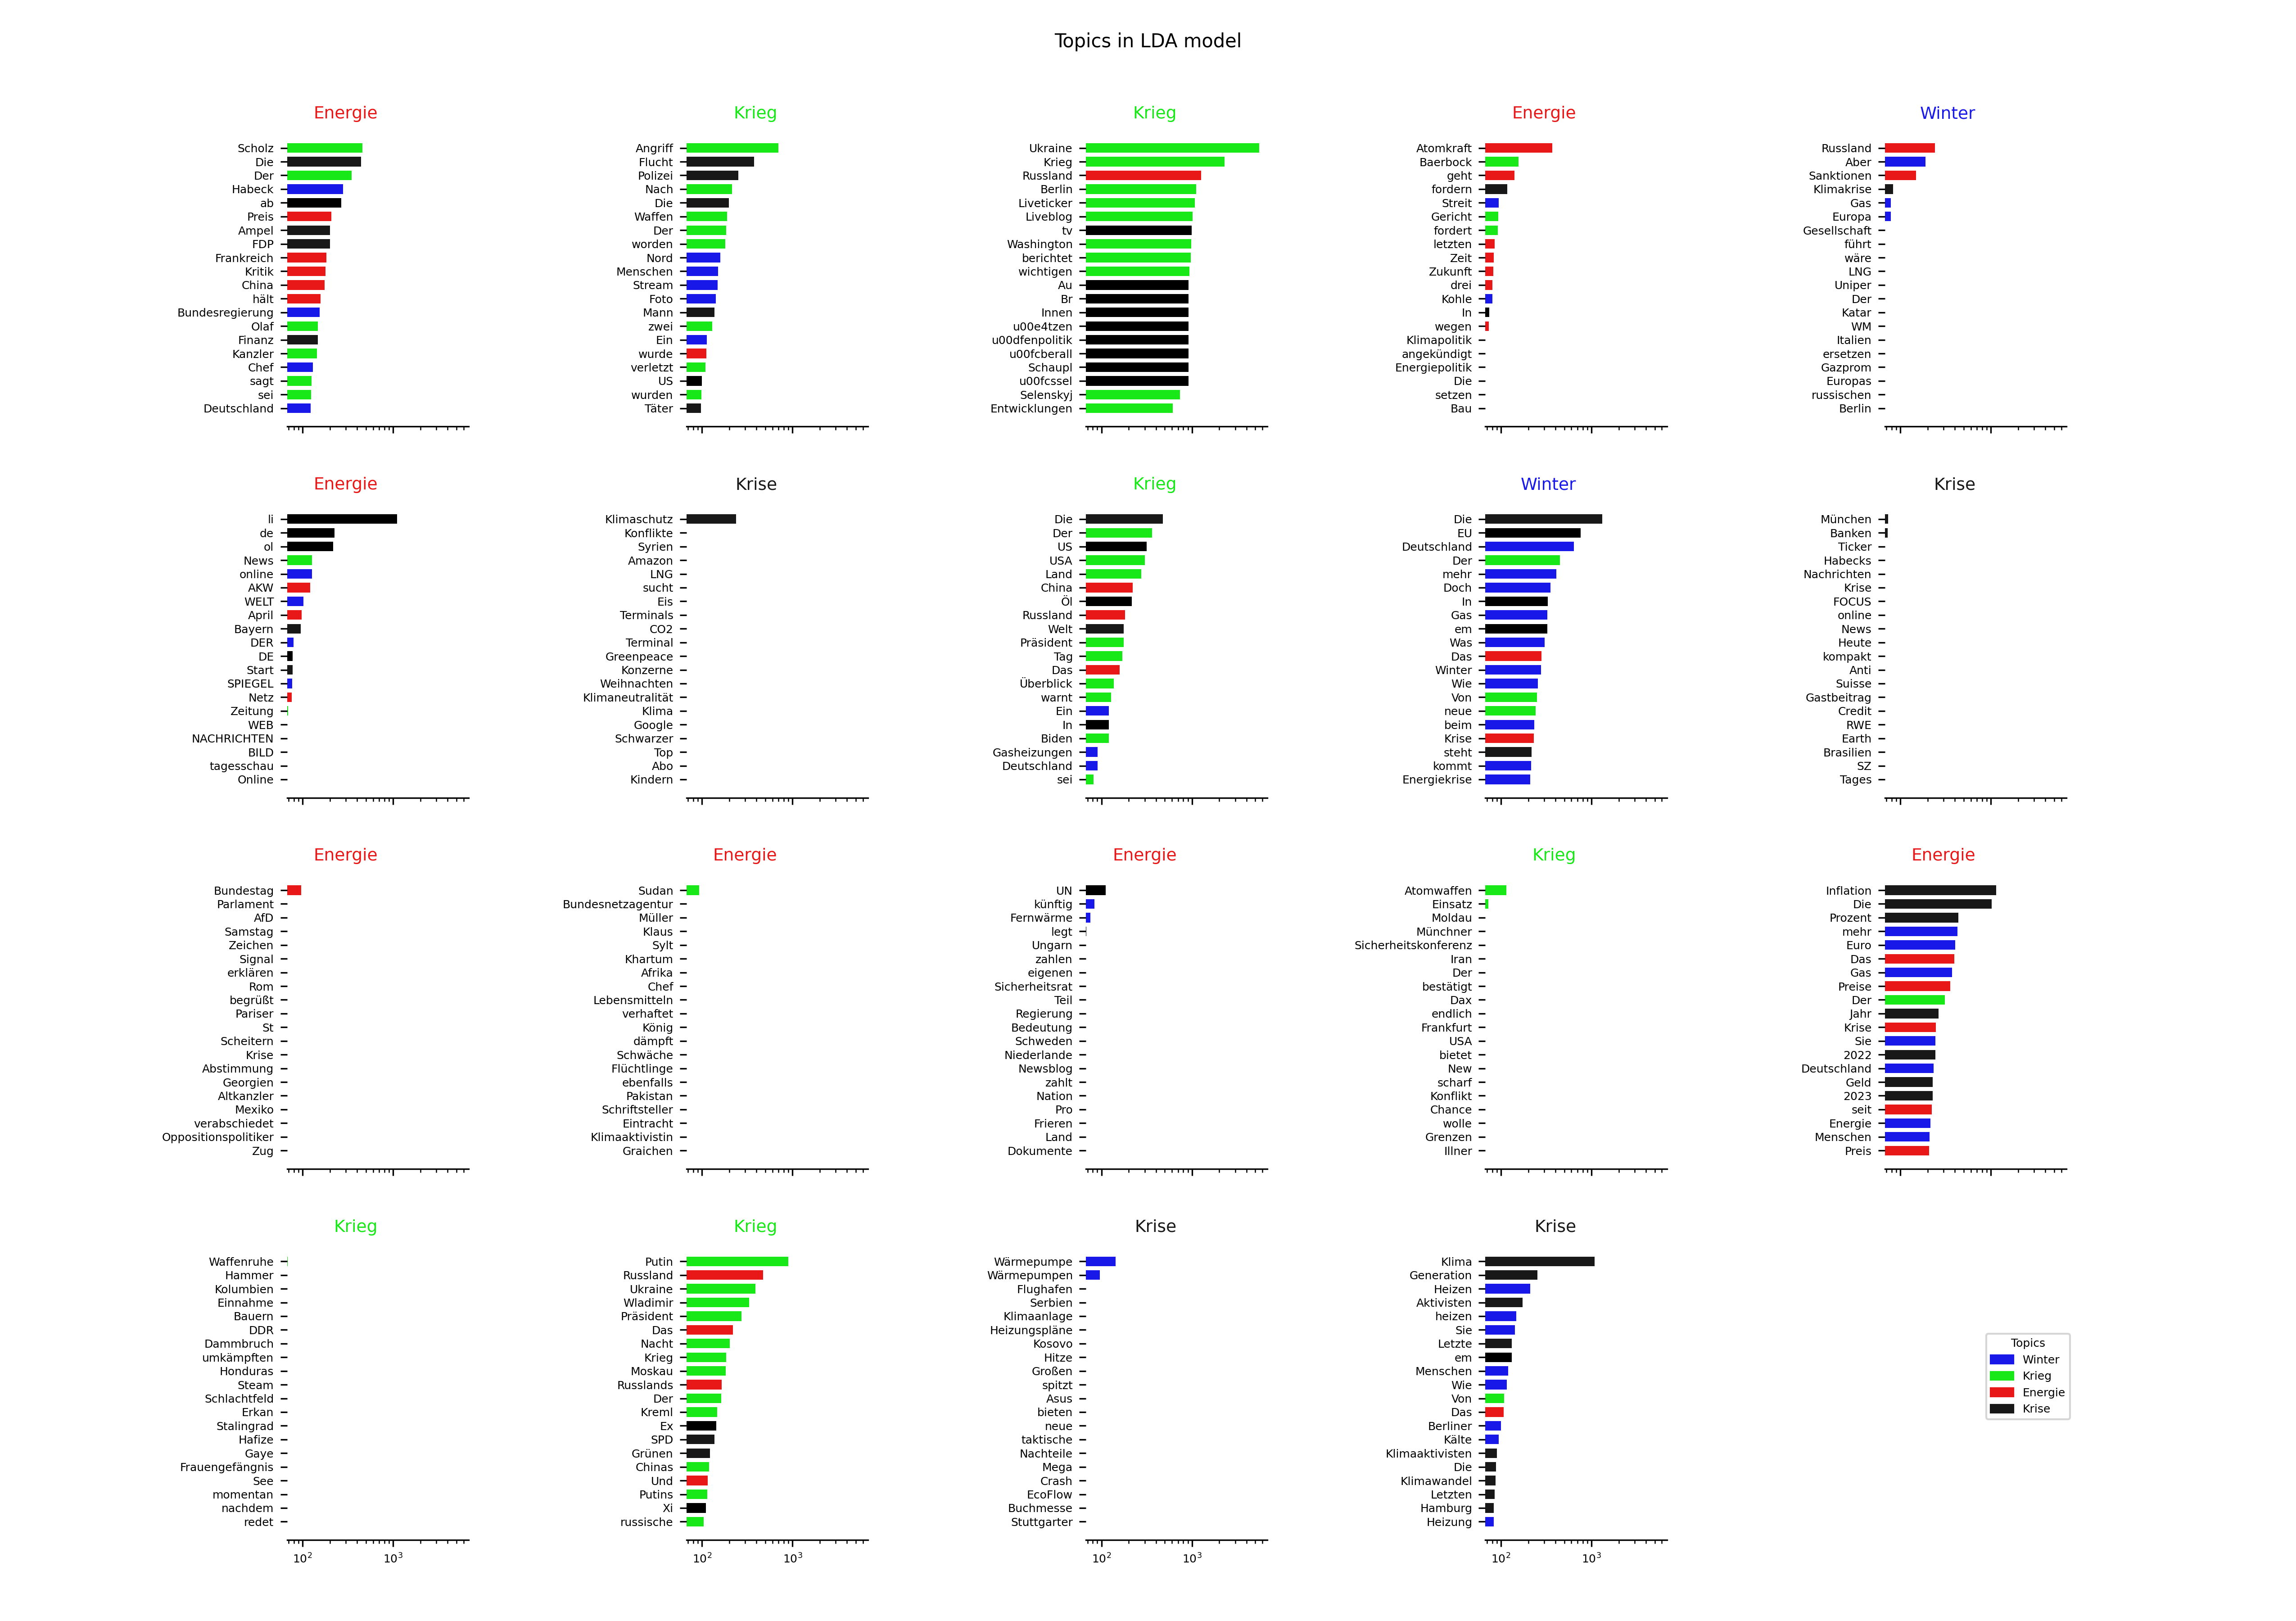 Topics in LDA model
Energie
Scholz
Die
Der
Habeck
ab
Preis
Ampel
FDP
Frankreich
Kritik
China
hält
Bundesregierung
Olaf
Finanz
Kanzler
Chef
sagt
sei
Deutschland
Krieg
Angriff
Flucht
Polizei
Nach
Die
Waffen
Der
worden
Nord
Menschen
Stream
Foto
Mann
zwei
Ein
wurde
verletzt
US
wurden
Täter
Krieg
Ukraine
Krieg
Russland
Berlin
Liveticker
Liveblog
tv
Washington
berichtet
wichtigen
Au
Br
Innen
u00e4tzen
u00dfenpolitik
u00fcberall
Schaupl
u00fcssel
Selenskyj
Entwicklungen
Energie
Atomkraft
Baerbock
geht
fordern
Streit
Gericht
fordert
letzten
Zeit
Zukunft
drei
Kohle
In
wegen
Klimapolitik
angekündigt
Energiepolitik
Die
setzen
Bau
Winter
Russland
Aber
Sanktionen
Klimakrise
Gas
Europa
Gesellschaft
führt
wäre
LNG
Uniper
Der
Katar
WM
Italien
ersetzen
Gazprom
Europas
russischen
Berlin
Energie
li
de
ol
News
online
AKW
WELT
April
Bayern
DER
DE
Start
SPIEGEL
Netz
Zeitung
WEB
NACHRICHTEN
BILD
tagesschau
Online
Krise
Klimaschutz
Konflikte
Syrien
Amazon
LNG
sucht
Eis
Terminals
CO2
Terminal
Greenpeace
Konzerne
Weihnachten
Klimaneutralität
Klima
Google
Schwarzer
Top
Abo
Kindern
Krieg
Die
Der
US
USA
Land
China
Öl
Russland
Welt
Präsident
Tag
Das
Überblick
warnt
Ein
In
Biden
Gasheizungen
Deutschland
sei
Winter
Die
EU
Deutschland
Der
mehr
Doch
In
Gas
em
Was
Das
Winter
Wie
Von
neue
beim
Krise
steht
kommt
Energiekrise
Krise
München
Banken
Ticker
Habecks
Nachrichten
Krise
FOCUS
online
News
Heute
kompakt
Anti
Suisse
Gastbeitrag
Credit
RWE
Earth
Brasilien
SZ
Tages
Energie
Bundestag
Parlament
AfD
Samstag
Zeichen
Signal
erklären
Rom
begrüßt
Pariser
St
Scheitern
Krise
Abstimmung
Georgien
Altkanzler
Mexiko
verabschiedet
Oppositionspolitiker
Zug
Energie
Sudan
Bundesnetzagentur
Müller
Klaus
Sylt
Khartum
Afrika
Chef
Lebensmitteln
verhaftet
König
dämpft
Schwäche
Flüchtlinge
ebenfalls
Pakistan
Schriftsteller
Eintracht
Klimaaktivistin
Graichen
Energie
UN
künftig
Fernwärme
legt
Ungarn
zahlen
eigenen
Sicherheitsrat
Teil
Regierung
Bedeutung
Schweden
Niederlande
Newsblog
zahlt
Nation
Pro
Frieren
Land
Dokumente
Krieg
Atomwaffen
Einsatz
Moldau
Münchner
Sicherheitskonferenz
Iran
Der
bestätigt
Dax
endlich
Frankfurt
USA
bietet
New
scharf
Konflikt
Chance
wolle
Grenzen
Illner
Energie
Inflation
Die
Prozent
mehr
Euro
Das
Gas
Preise
Der
Jahr
Krise
Sie
2022
Deutschland
Geld
2023
seit
Energie
Menschen
Preis
Krieg
Waffenruhe
Hammer
Kolumbien
Einnahme
Bauern
DDR
Dammbruch
umkämpften
Honduras
Steam
Schlachtfeld
Erkan
Stalingrad
Hafize
Gaye
Frauengefängnis
See
momentan
nachdem
redet
10²
10³
Krieg
Putin
Russland
Ukraine
Wladimir
Präsident
Das
Nacht
Krieg
Moskau
Russlands
Der
Kreml
Ex
SPD
Grünen
Chinas
Und
Putins
Xi
russische
10²
10³
Krise
Wärmepumpe
Wärmepumpen
Flughafen
Serbien
Klimaanlage
Heizungspläne
Kosovo
Hitze
Großen
spitzt
Asus
bieten
neue
taktische
Nachteile
Mega
Crash
EcoFlow
Buchmesse
Stuttgarter
10²
10³
Krise
Klima
Generation
Heizen
Aktivisten
heizen
Sie
Letzte
em
Menschen
Wie
Von
Das
Berliner
Kälte
Klimaaktivisten
Die
Klimawandel
Letzten
Hamburg
Heizung
10²
10³
Topics
Winter
Krieg
Energie
Krise